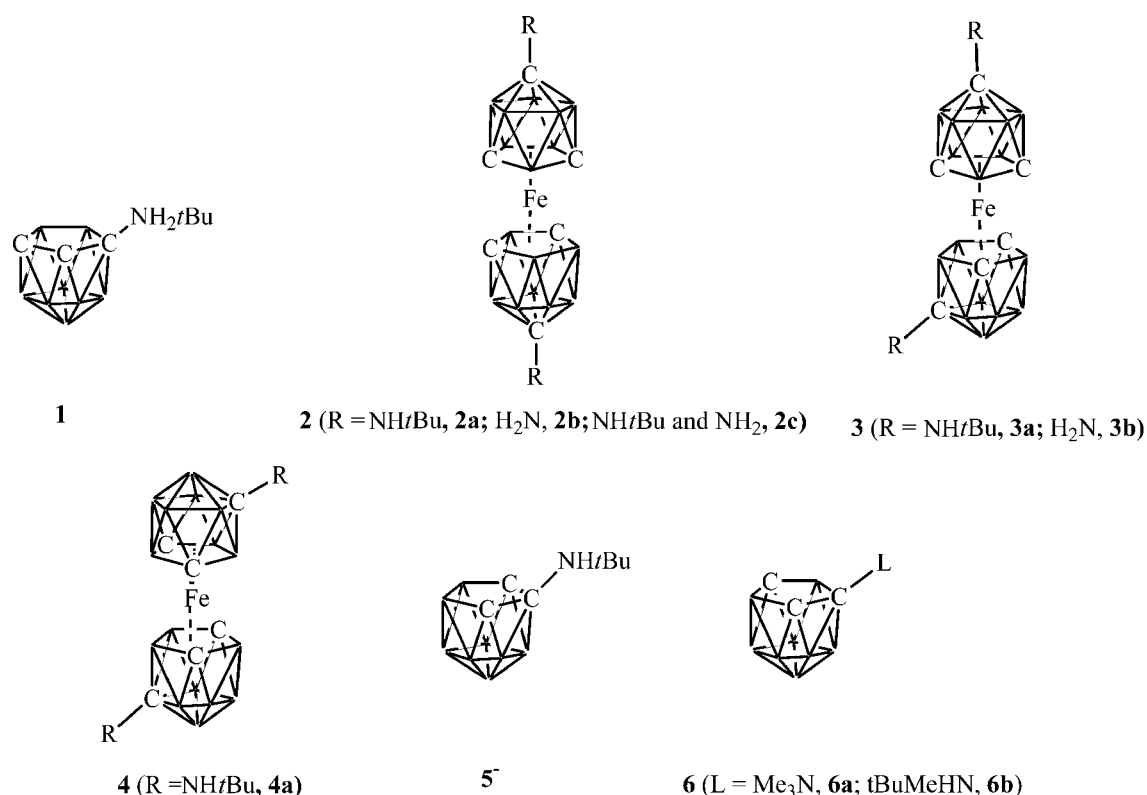 R
C
C
C
Fe
C
C
R
R
C
C
C
Fe
C
C
C
R
C
C
C
NH₂tBu
1
2 (R = NHtBu, 2a; H₂N, 2b; NHtBu and NH₂, 2c)
3 (R = NHtBu, 3a; H₂N, 3b)
R
C
C
C
Fe
C
C
C
R
NHtBu
C
C
C
L
C
C
C
4 (R =NHtBu, 4a)
5⁻
6 (L = Me₃N, 6a; tBuMeHN, 6b)